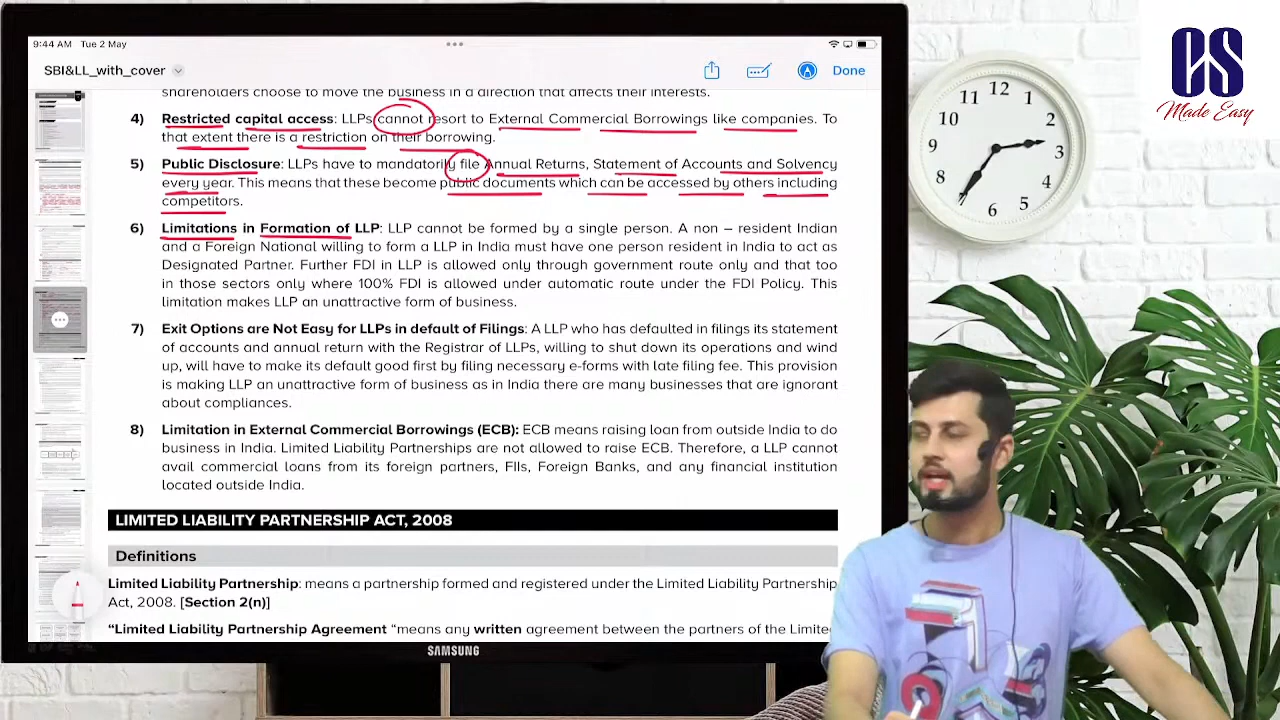 9:44 AM Tue 2 May
SBI&LL_with_cover
Done
shareholders choose to move the business in a direction that affects their interests.
4) Restricted capital access: LLPs cannot resort to External Commercial Borrowings like companies. To
that extent there is a restriction on their borrowing
5) Public Disclosure: LLPs have to mandatorily file Annual Returns, Statement of Accounts and Solvency
every year. This means that these become public documents which can be accessed by others including
competitors.
6) Limitation on Formation of LLP: LLP cannot be formed by a single person. A non resident Indian
and a Foreign National willing to form a LLP in India must have one person resident in India to act as
Designated Partner. Further FDI in LLP is allowed only through Government route and that too
in those sectors only where 100% FDI is allowed under automatic route under the FDI policy. This
limitation makes LLP an unattractive form of business.
7) Exit Options are Not Easy for LLPs in default of filings: A LLP who has defaulted in filing its statement
of accounts and annual return with the Registrar of LLPs, willing to shut down its operations and wind
up, will have to make its default good first by filing necessary e-forms with late filing fee. This provision
is making LLP an unattractive form of business as in India there are many businesses who are ignorant
about compliances.
8) Limitation in External Commercial Borrowings (ECB): ECB means raising loan from outside India to do
business in India. Limited Liability Partnership is not allowed to raise ECB. Therefore, a LLP cannot
avail commercial loans from its foreign partners, FIIs, Foreign Banks, and any financial institution
located outside India.
LIMITED LIABILITY PARTNERSHIP ACT, 2008
Definitions
Limited Liability Partnership means a partnership formed and registered under the Limited Liability Partnership
Act, 2008. [Section 2(n)]
"Limited Liability Partnership agreement "means any written agreement between the partners of the Limited
SAMSUNG
CS
Made Easy
11 12 1
10 2
9 3
4
6 5